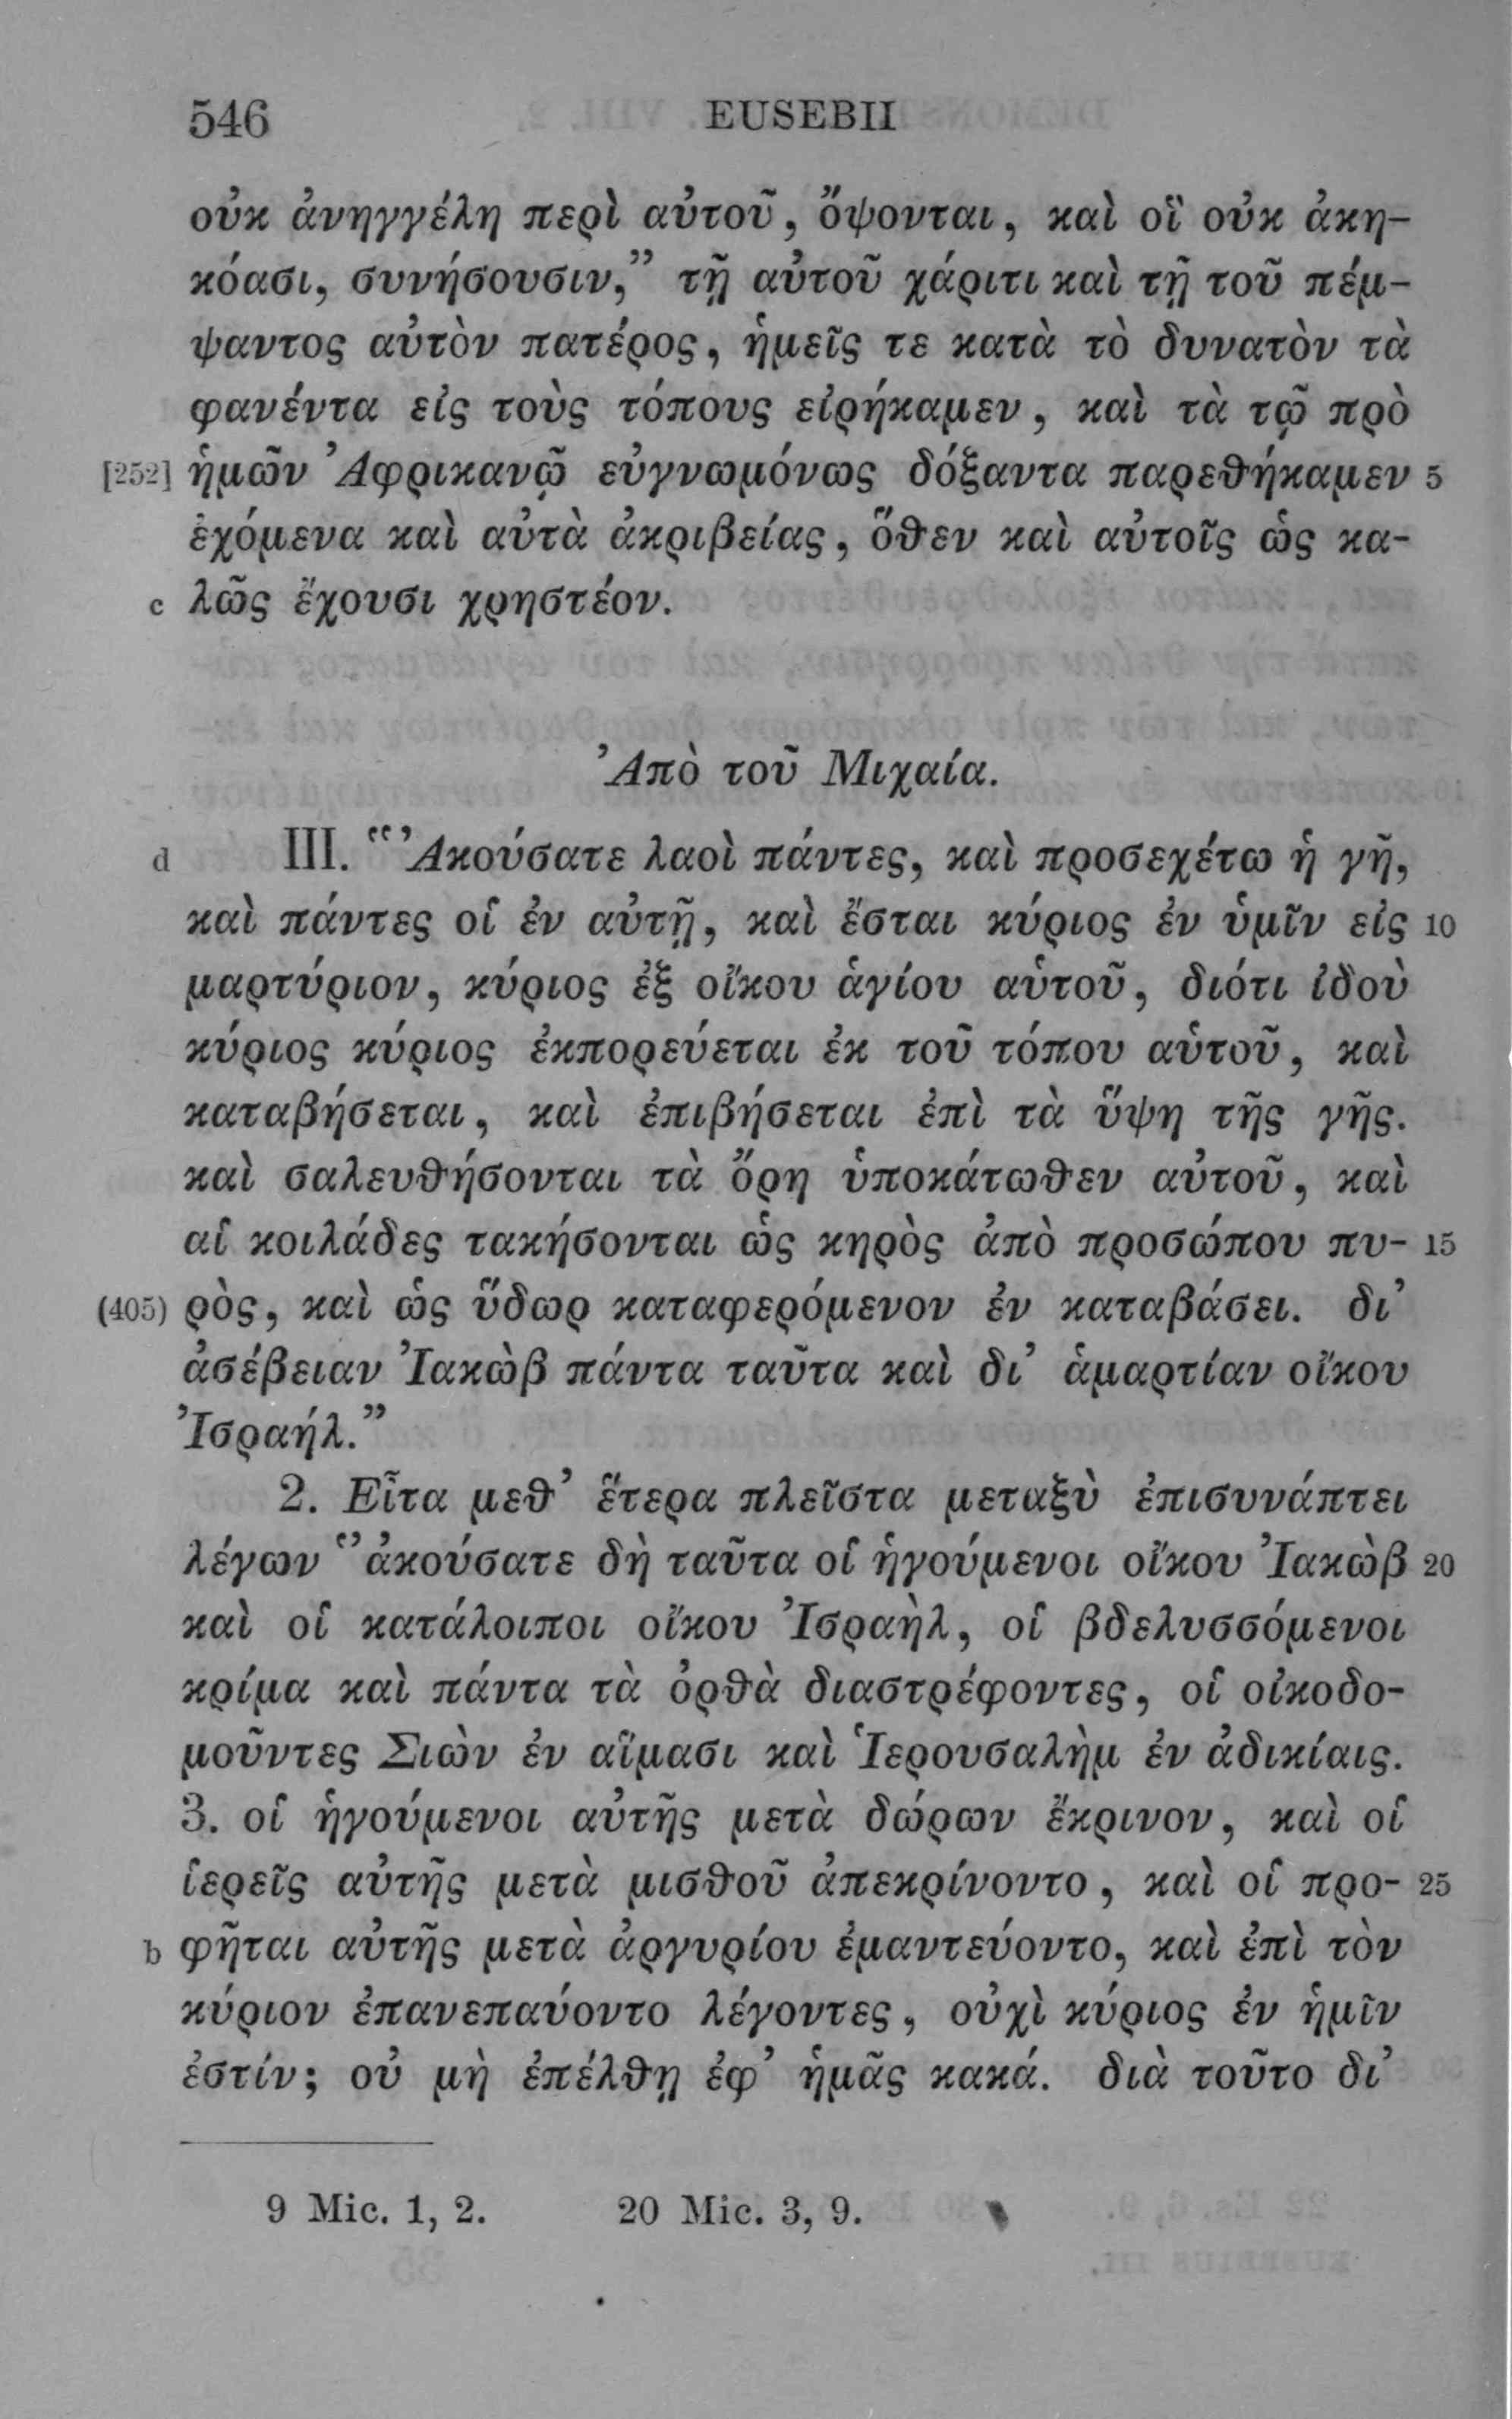 546 EUSEBII
οὐκ ἀνηγγέλη περὶ αὐτοῦ, ὄψονται, καὶ οἳ οὐκ ἀκη-
κόασι, συνήσουσιν,” τῇ αὐτοῦ χάριτι καὶ τῇ τοῦ πέμ-
ψαντος αὐτὸν πατέρος, ἡμεῖς τε κατὰ τὸ δυνατὸν τὰ
φανέντα εἰς τοὺς τόπους εἰρήκαμεν, καὶ τὰ τῷ πρὸ
[252] ἡμῶν Ἀφρικανῷ εὐγνωμόνως δόξαντα παρεθήκαμεν 5
ἐχόμενα καὶ αὐτὰ ἀκριβείας, ὅθεν καὶ αὐτοῖς ὡς κα-
c λῶς ἔχουσι χρηστέον.
Ἀπὸ τοῦ Μιχαία.
d III. “Ἀκούσατε λαοὶ πάντες, καὶ προσεχέτω ἡ γῆ,
καὶ πάντες οἱ ἐν αὐτῇ, καὶ ἔσται κύριος ἐν ὑμῖν εἰς 10
μαρτύριον, κύριος ἐξ οἴκου ἁγίου αὑτοῦ, διότι ἰδοὺ
κύριος κύριος ἐκπορεύεται ἐκ τοῦ τόπου αὑτοῦ, καὶ
καταβήσεται, καὶ ἐπιβήσεται ἐπὶ τὰ ὕψη τῆς γῆς.
καὶ σαλευθήσονται τὰ ὄρη ὑποκάτωθεν αὐτοῦ, καὶ
αἱ κοιλάδες τακήσονται ὡς κηρὸς ἀπὸ προσώπου πυ- 15
(405) ρὸς, καὶ ὡς ὕδωρ καταφερόμενον ἐν καταβάσει. δι’
ἀσέβειαν Ἰακὼβ πάντα ταῦτα καὶ δι’ ἁμαρτίαν οἴκου
Ἰσραήλ.”
2. Εἶτα μεθ’ ἕτερα πλεῖστα μεταξὺ ἐπισυνάπτει
λέγων “ἀκούσατε δὴ ταῦτα οἱ ἡγούμενοι οἴκου Ἰακὼβ 20
καὶ οἱ κατάλοιποι οἴκου Ἰσραὴλ, οἱ βδελυσσόμενοι
κρίμα καὶ πάντα τὰ ὀρθὰ διαστρέφοντες, οἱ οἰκοδο-
μοῦντες Σιὼν ἐν αἵμασι καὶ Ἱερουσαλὴμ ἐν ἀδικίαις.
3. οἱ ἡγούμενοι αὐτῆς μετὰ δώρων ἔκρινον, καὶ οἱ
ἱερεῖς αὐτῆς μετὰ μισθοῦ ἀπεκρίνοντο, καὶ οἱ προ- 25
b φῆται αὐτῆς μετὰ ἀργυρίου ἐμαντεύοντο, καὶ ἐπὶ τὸν
κύριον ἐπανεπαύοντο λέγοντες, οὐχὶ κύριος ἐν ἡμῖν
ἐστίν; οὐ μὴ ἐπέλθῃ ἐφ’ ἡμᾶς κακά. διὰ τοῦτο δι’
9 Mic. 1, 2. 20 Mic. 3, 9.